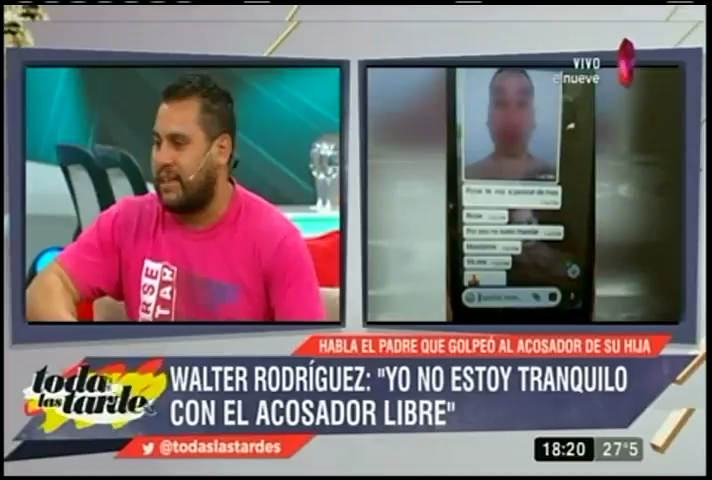 VIVO
elnueve
HABLA EL PADRE QUE GOLPEÓ AL ACOSADOR DE SU HIJA
toda
las
tarde
WALTER RODRÍGUEZ: "YO NO ESTOY TRANQUILO
CON EL ACOSADOR LIBRE"
@todaslastardes
18:20 27°5